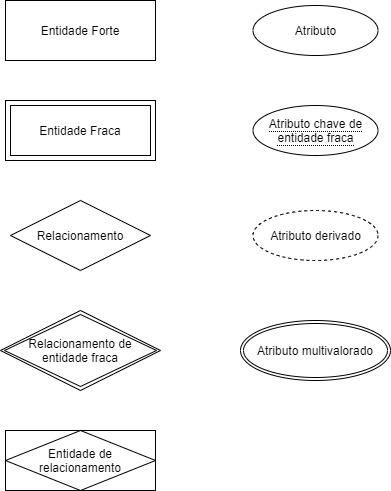 Entidade Forte
Atributo
Entidade Fraca
Atributo chave de
entidade fraca
Relacionamento
Atributo derivado
Relacionamento de
entidade fraca
Atributo multivalorado
Entidade de
relacionamento